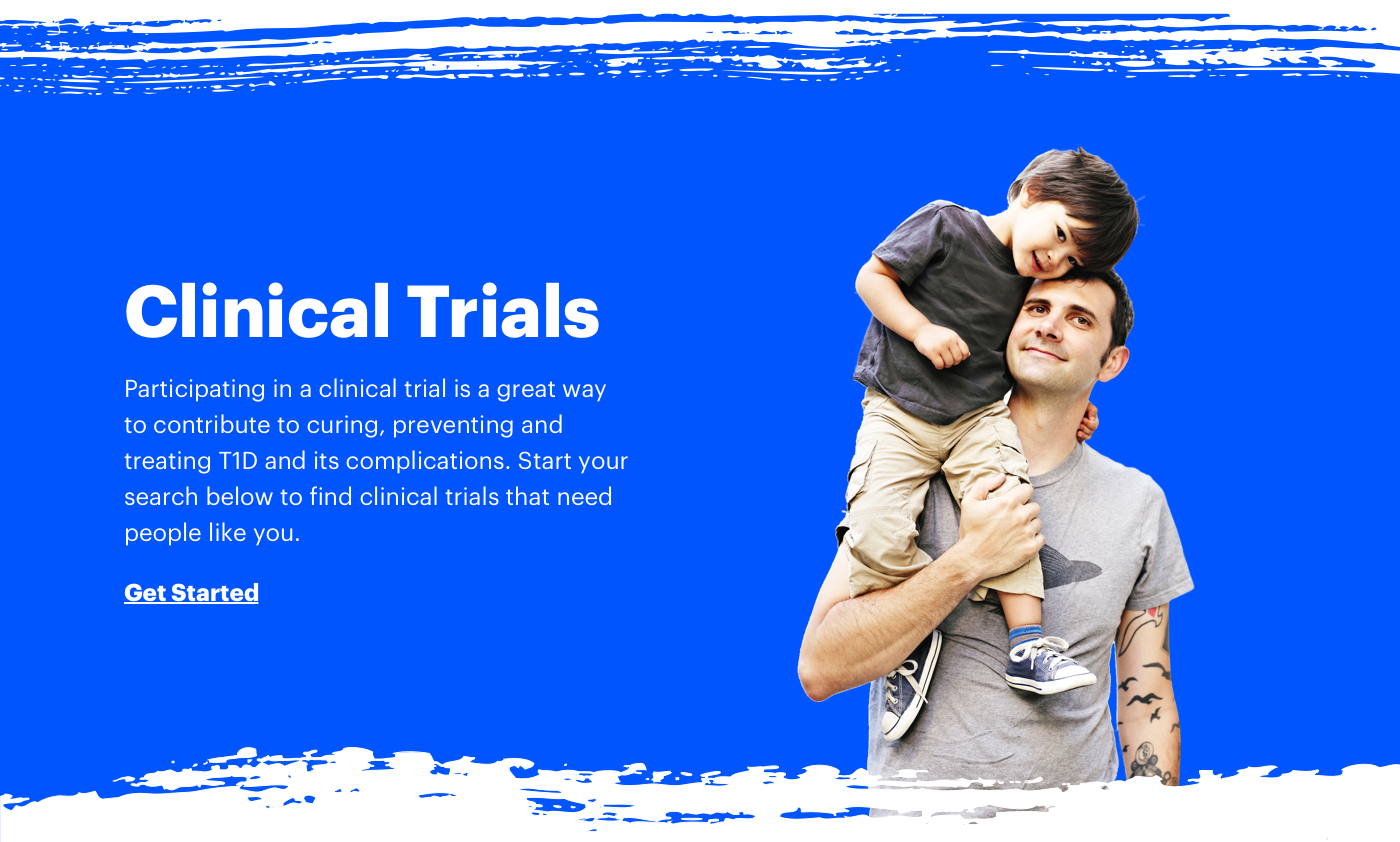 Clinical Trials
Participating in a clinical trial is a great way
to contribute to curing, preventing and
treating T1D and its complications. Start your
search below to find clinical trials that need
people like you.
Get Started